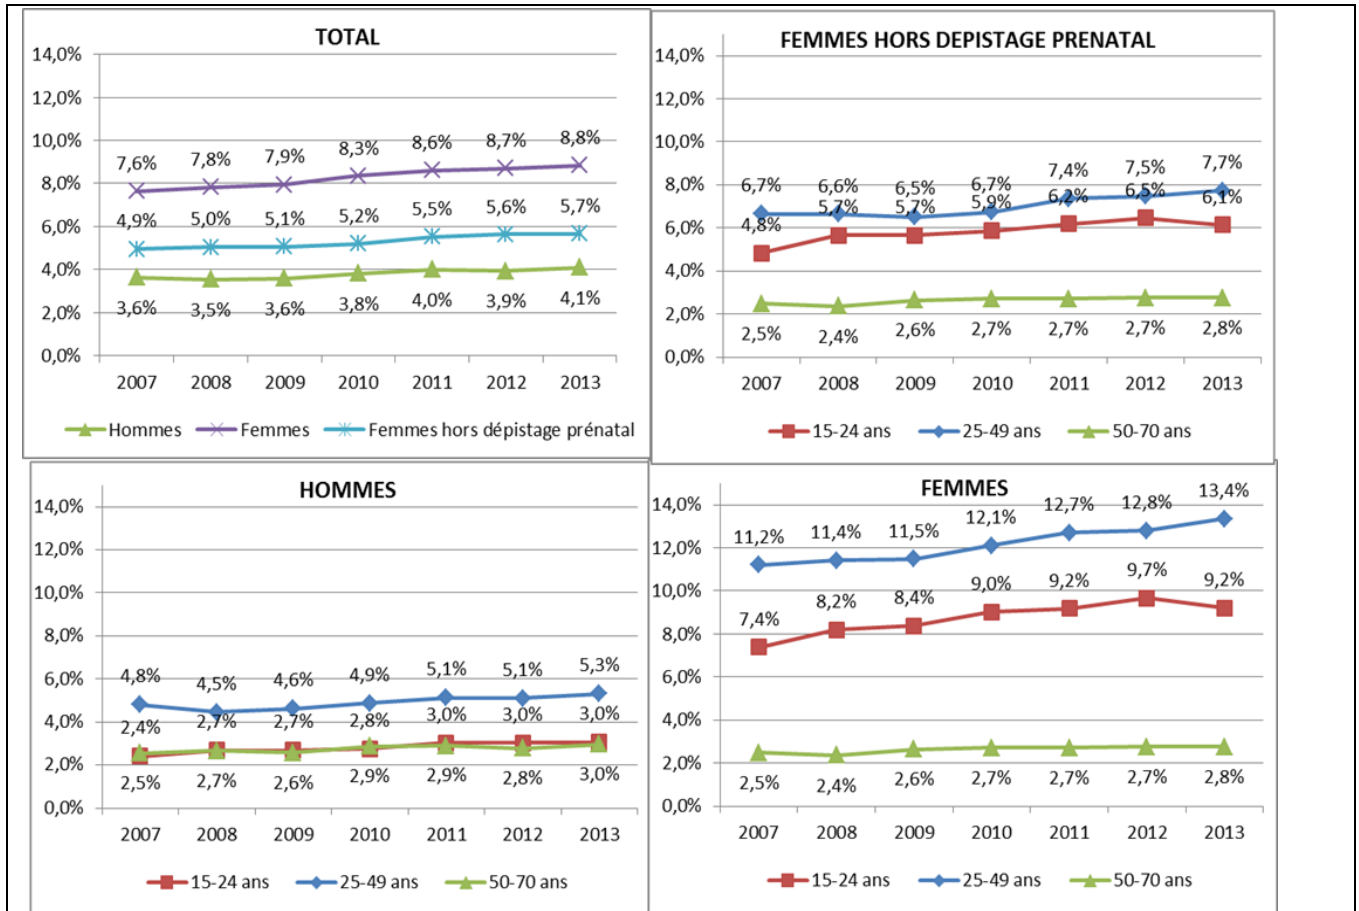 TOTAL
14,0%
12,0%
10,0%
8,0%
6,0%
4,0%
2,0%
0,0%
7,6% 7,8% 7,9% 8,3% 8,6% 8,7% 8,8%
4,9% 5,0% 5,1% 5,2% 5,5% 5,6% 5,7%
3,6% 3,5% 3,6% 3,8% 4,0% 3,9% 4,1%
2007 2008 2009 2010 2011 2012 2013
Hommes Femmes Femmes hors dépistage prénatal
FEMMES HORS DEPISTAGE PRENATAL
14,0%
12,0%
10,0%
8,0%
6,0%
4,0%
2,0%
0,0%
6,7% 6,6% 6,5% 6,7% 7,4% 7,5% 7,7%
4,8% 5,7% 5,7% 5,9% 6,2% 6,5% 6,1%
2,5% 2,4% 2,6% 2,7% 2,7% 2,7% 2,8%
2007 2008 2009 2010 2011 2012 2013
15-24 ans 25-49 ans 50-70 ans
HOMMES
14,0%
12,0%
10,0%
8,0%
6,0%
4,0%
2,0%
0,0%
4,8% 4,5% 4,6% 4,9% 5,1% 5,1% 5,3%
2,4% 2,7% 2,7% 2,8% 3,0% 3,0% 3,0%
2,5% 2,7% 2,6% 2,9% 2,9% 2,8% 3,0%
2007 2008 2009 2010 2011 2012 2013
15-24 ans 25-49 ans 50-70 ans
FEMMES
14,0%
12,0%
10,0%
8,0%
6,0%
4,0%
2,0%
0,0%
11,2% 11,4% 11,5% 12,1% 12,7% 12,8% 13,4%
7,4% 8,2% 8,4% 9,0% 9,2% 9,7% 9,2%
2,5% 2,4% 2,6% 2,7% 2,7% 2,7% 2,8%
2007 2008 2009 2010 2011 2012 2013
15-24 ans 25-49 ans 50-70 ans